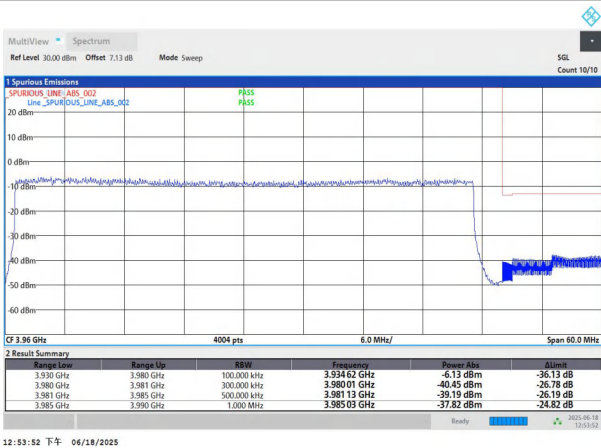 MultiView Spectrum
Ref Level 30.00 dBm Offset 7.13 dB Mode Sweep SGL
Count 10/10
1 Spurious Emissions
SPURIOUS_LINE_ABS_002 PASS
Line _SPURIOUS_LINE_ABS_002 PASS
20 dBm
10 dBm
0 dBm
-10 dBm
-20 dBm
-30 dBm
-40 dBm
-50 dBm
-60 dBm
CF 3.96 GHz 4004 pts 6.0 MHz/ Span 60.0 MHz
2 Result Summary
Range Low Range Up RBW Frequency Power Abs ΔLimit
3.930 GHz 3.980 GHz 100.000 kHz 3.934 62 GHz -6.13 dBm -36.13 dB
3.980 GHz 3.981 GHz 300.000 kHz 3.980 01 GHz -40.45 dBm -26.78 dB
3.981 GHz 3.985 GHz 500.000 kHz 3.981 13 GHz -39.19 dBm -26.19 dB
3.985 GHz 3.990 GHz 1.000 MHz 3.985 03 GHz -37.82 dBm -24.82 dB
Ready 2025-06-18
12:53:52
12:53:52 下午 06/18/2025